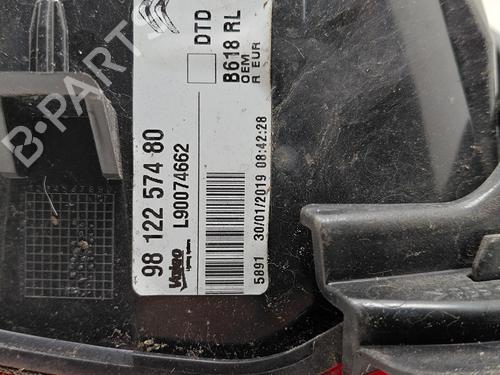 DTD
B618 RL
OEM
R EUR
98 122 574 80
L90074662
Valeo
5891 30/01/2019 08:42:28
B-PARTS